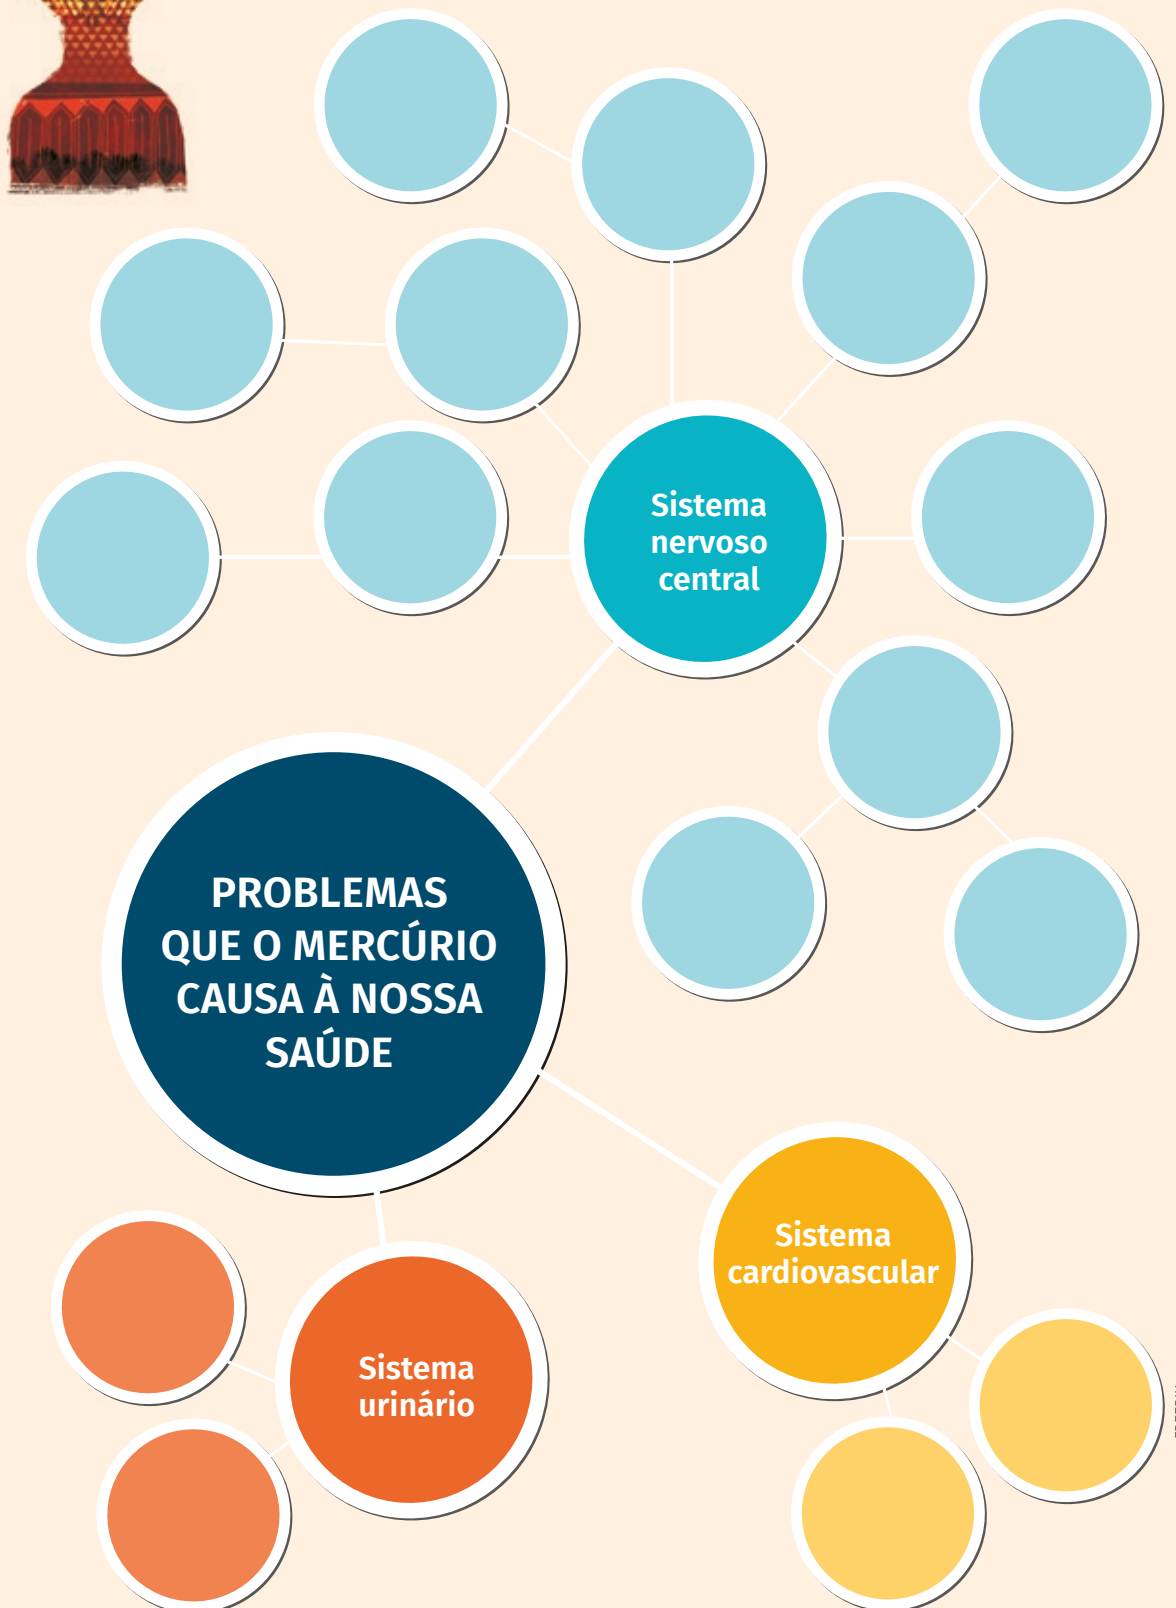 Sistema
nervoso
central
PROBLEMAS
QUE O MERCÚRIO
CAUSA À NOSSA
SAÚDE
Sistema
cardiovascular
Sistema
urinário